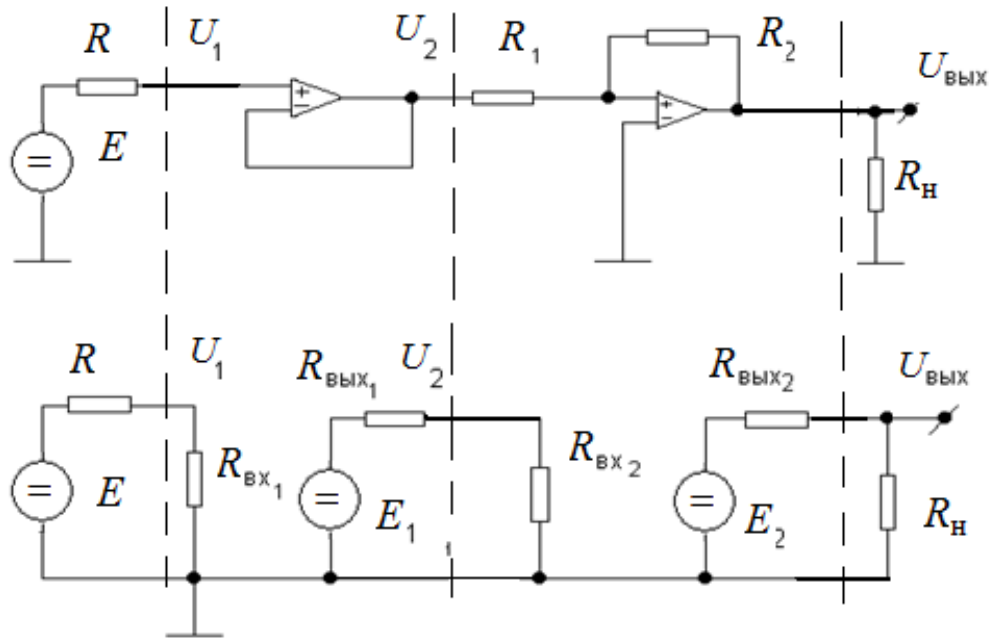 R U₁ U₂ R₁ R₂ Uвых
+
−
+
−
= E Rн
R U₁ Rвых₁ U₂ Rвых₂ Uвых
Rвх₁ Rвх₂
= E = E₁ = E₂ Rн